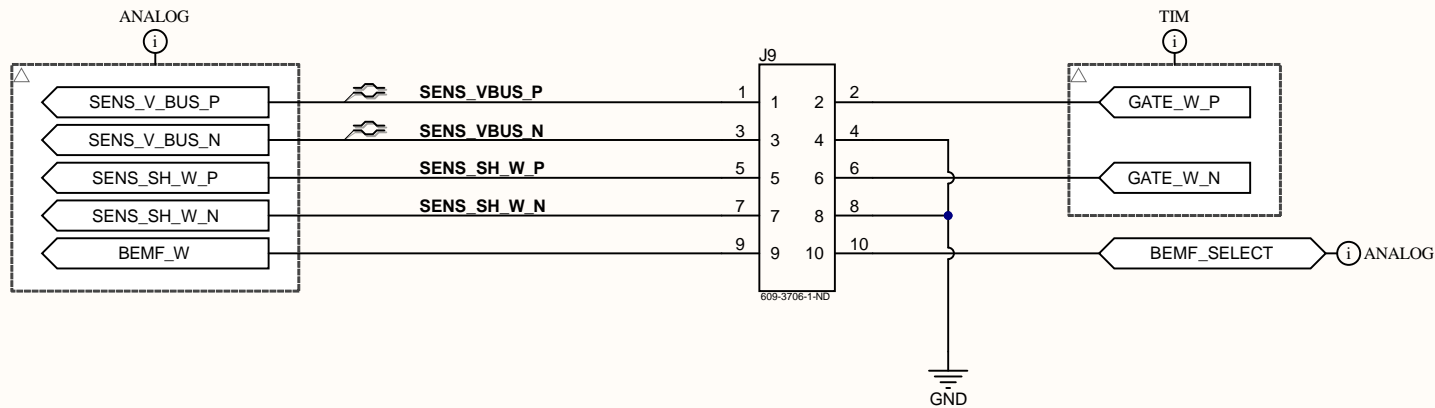 ANALOG
i
TIM
i
J9
SENS_V_BUS_P
SENS_VBUS_P
1
1
2
2
GATE_W_P
SENS_V_BUS_N
SENS_VBUS_N
3
3
4
4
SENS_SH_W_P
SENS_SH_W_P
5
5
6
6
GATE_W_N
SENS_SH_W_N
SENS_SH_W_N
7
7
8
8
BEMF_W
9
9
10
10
BEMF_SELECT
i
ANALOG
609-3706-1-ND
GND